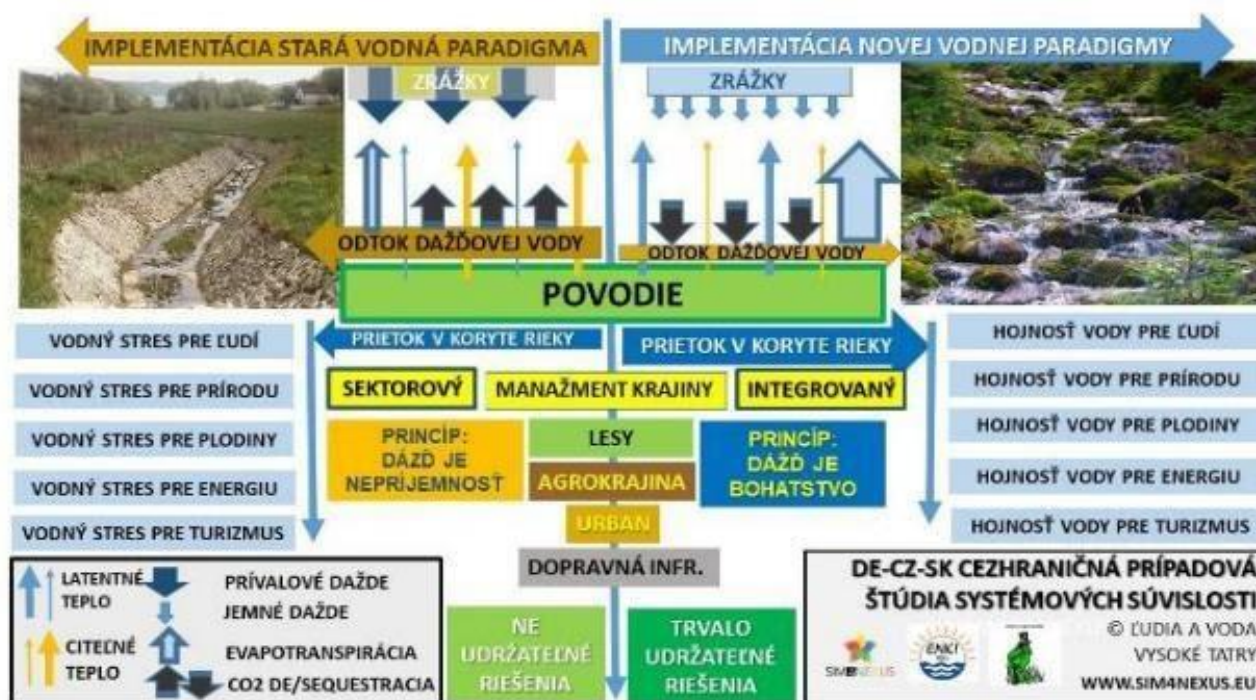 IMPLEMENTÁCIA STARÁ VODNÁ PARADIGMA
IMPLEMENTÁCIA NOVEJ VODNEJ PARADIGMY
ZRÁŽKY
ZRÁŽKY
ODTOK DAŽĎOVEJ VODY
ODTOK DAŽĎOVEJ VODY
POVODIE
PRIETOK V KORYTE RIEKY
PRIETOK V KORYTE RIEKY
VODNÝ STRES PRE ĽUDÍ
VODNÝ STRES PRE PRÍRODU
VODNÝ STRES PRE PLODINY
VODNÝ STRES PRE ENERGIU
VODNÝ STRES PRE TURIZMUS
SEKTOROVÝ
MANAŽMENT KRAJINY
INTEGROVANÝ
PRINCÍP:
DÁŽĎ JE
NEPRÍJEMNOSŤ
LESY
AGROKRAJINA
URBAN
DOPRAVNÁ INFR.
PRINCÍP:
DÁŽĎ JE
BOHATSTVO
HOJNOSŤ VODY PRE ĽUDÍ
HOJNOSŤ VODY PRE PRÍRODU
HOJNOSŤ VODY PRE PLODINY
HOJNOSŤ VODY PRE ENERGIU
HOJNOSŤ VODY PRE TURIZMUS
LATENTNÉ
TEPLO
CITEĽNÉ
TEPLO
PRÍVALOVÉ DAŽDE
JEMNÉ DAŽDE
EVAPOTRANSPIRÁCIA
CO2 DE/SEQUESTRACIA
NE
UDRŽATEĽNÉ
RIEŠENIA
TRVALO
UDRŽATEĽNÉ
RIEŠENIA
DE-CZ-SK CEZHRANIČNÁ PRÍPADOVÁ
ŠTÚDIA SYSTÉMOVÝCH SÚVISLOSTI
© ĽUDIA A VODA
VYSOKÉ TATRY
WWW.SIM4NEXUS.EU
SIM4NEXUS
ENKI